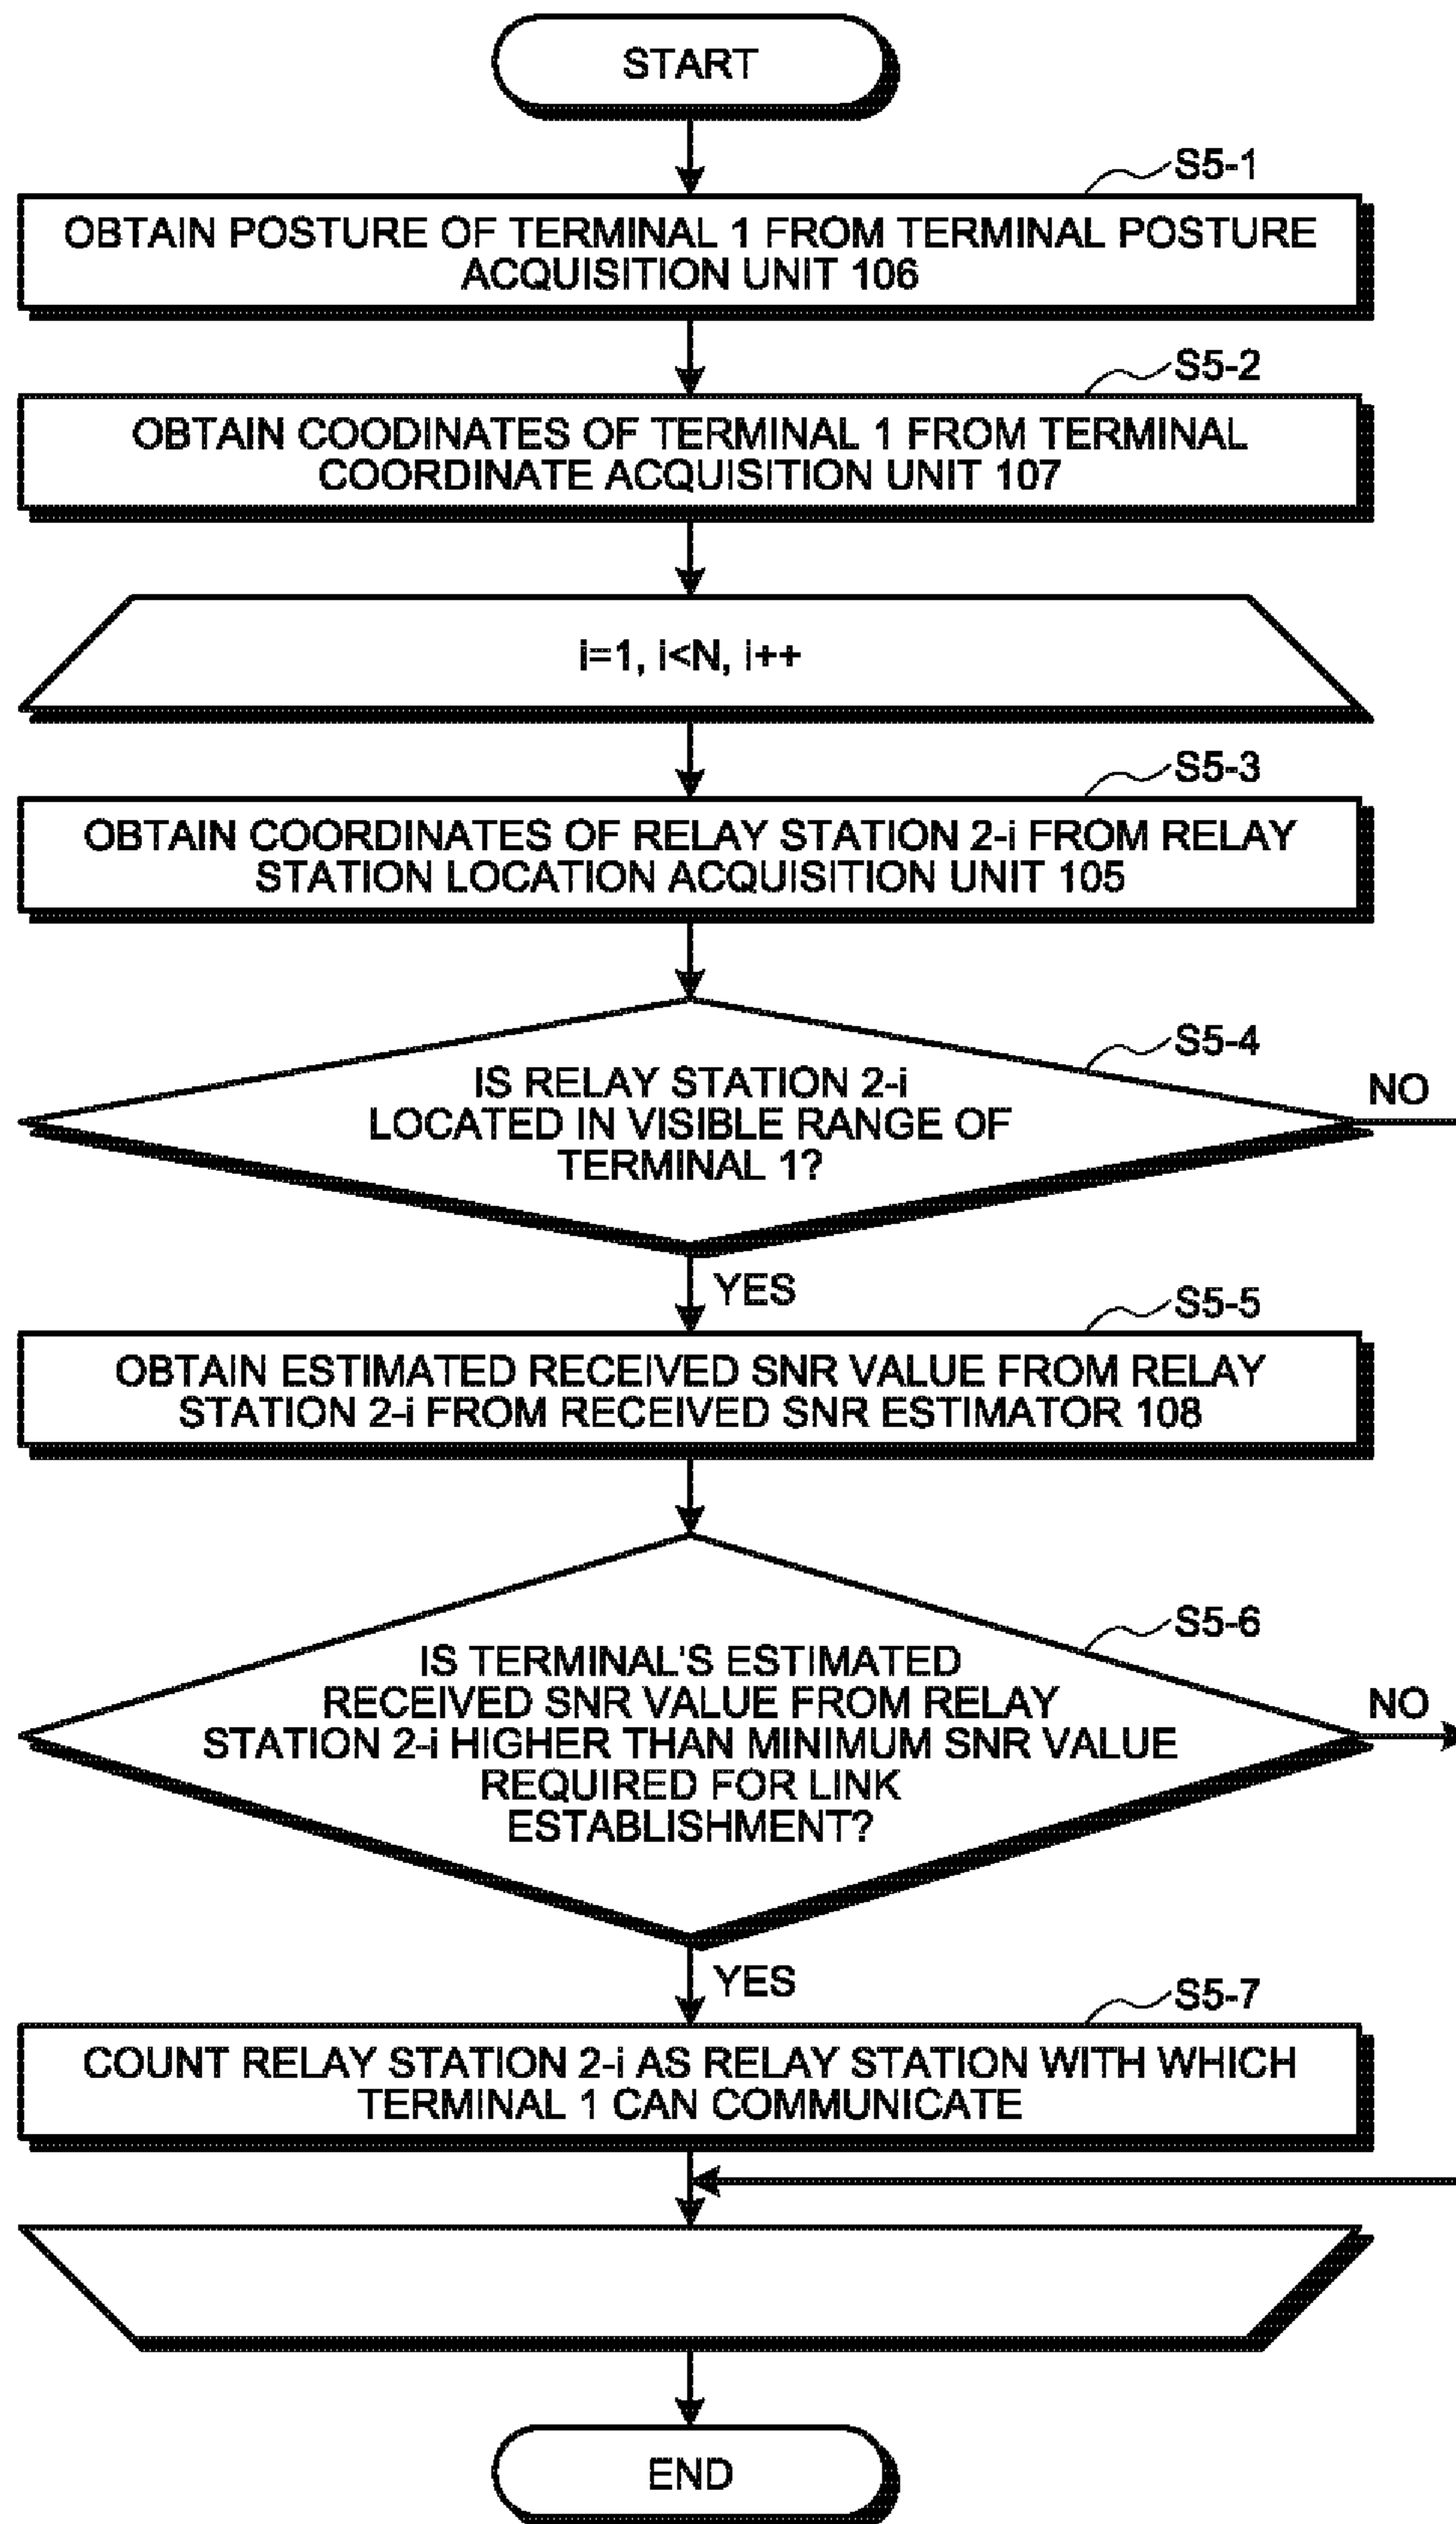 START
S5-1
OBTAIN POSTURE OF TERMINAL 1 FROM TERMINAL POSTURE
ACQUISITION UNIT 106
S5-2
OBTAIN COODINATES OF TERMINAL 1 FROM TERMINAL
COORDINATE ACQUISITION UNIT 107
i=1, i<N, i++
S5-3
OBTAIN COORDINATES OF RELAY STATION 2-i FROM RELAY
STATION LOCATION ACQUISITION UNIT 105
S5-4
IS RELAY STATION 2-i
LOCATED IN VISIBLE RANGE OF
TERMINAL 1?
NO
YES
S5-5
OBTAIN ESTIMATED RECEIVED SNR VALUE FROM RELAY
STATION 2-i FROM RECEIVED SNR ESTIMATOR 108
S5-6
IS TERMINAL'S ESTIMATED
RECEIVED SNR VALUE FROM RELAY
STATION 2-i HIGHER THAN MINIMUM SNR VALUE
REQUIRED FOR LINK
ESTABLISHMENT?
NO
YES
S5-7
COUNT RELAY STATION 2-i AS RELAY STATION WITH WHICH
TERMINAL 1 CAN COMMUNICATE
END